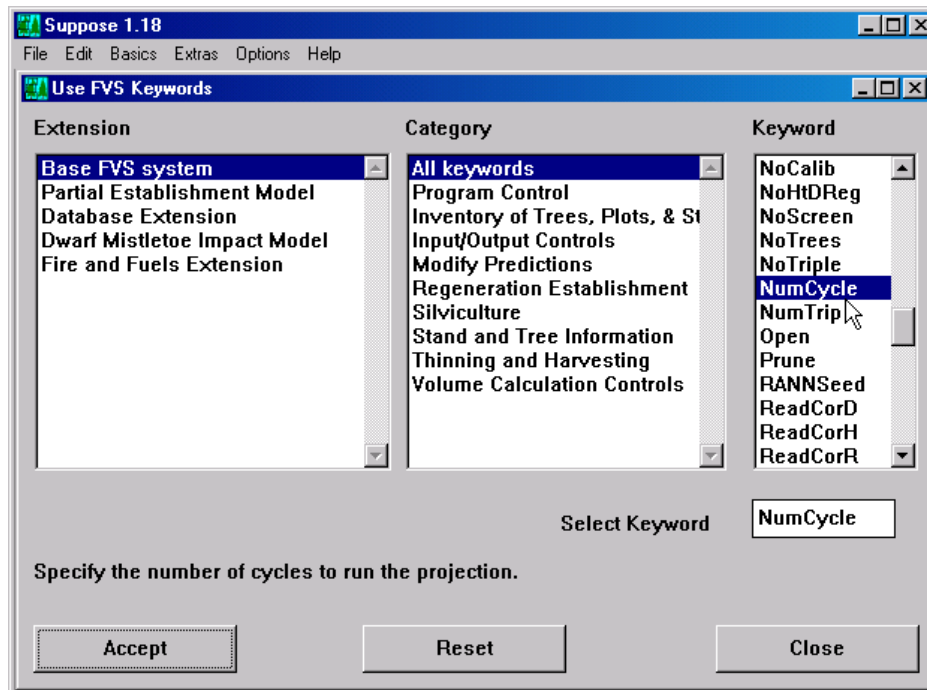 Suppose 1.18
File Edit Basics Extras Options Help
Use FVS Keywords
Extension
Base FVS system
Partial Establishment Model
Database Extension
Dwarf Mistletoe Impact Model
Fire and Fuels Extension
Category
All keywords
Program Control
Inventory of Trees, Plots, & St
Input/Output Controls
Modify Predictions
Regeneration Establishment
Silviculture
Stand and Tree Information
Thinning and Harvesting
Volume Calculation Controls
Keyword
NoCalib
NoHtDReg
NoScreen
NoTrees
NoTriple
NumCycle
NumTrip
Open
Prune
RANNSeed
ReadCorD
ReadCorH
ReadCorR
Select Keyword NumCycle
Specify the number of cycles to run the projection.
Accept Reset Close